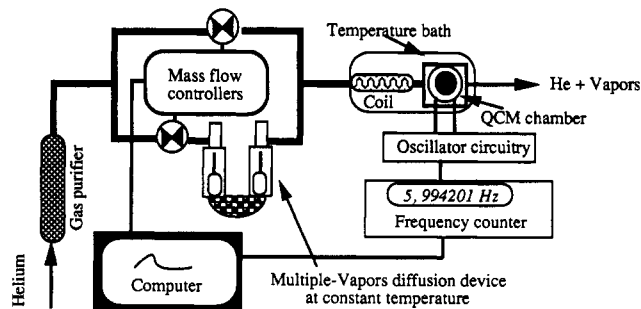 Temperature bath
Mass flow
controllers
He + Vapors
Coil
QCM chamber
Oscillator circuitry
Gas purifier
5, 994201 Hz
Frequency counter
Helium
Computer
Multiple-Vapors diffusion device
at constant temperature